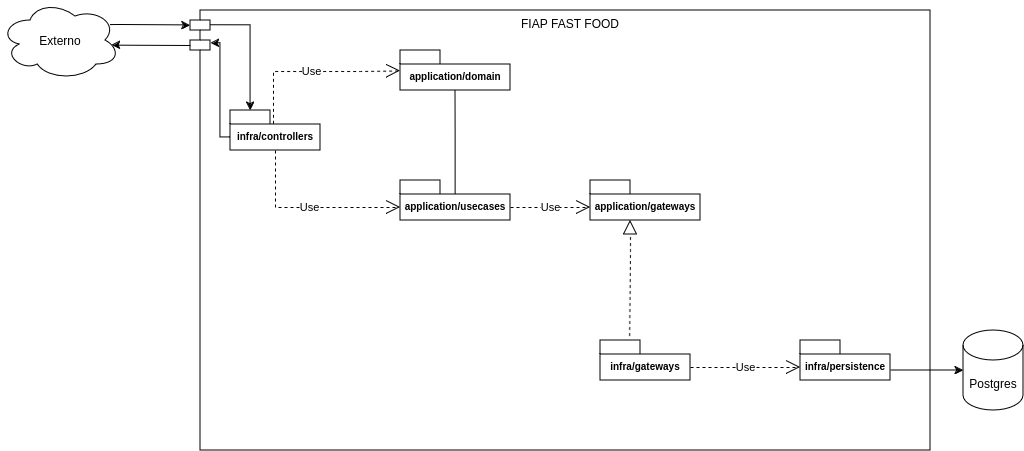 FIAP FAST FOOD
Externo
Use
application/domain
infra/controllers
Use
application/usecases
Use
application/gateways
infra/gateways
Use
infra/persistence
Postgres